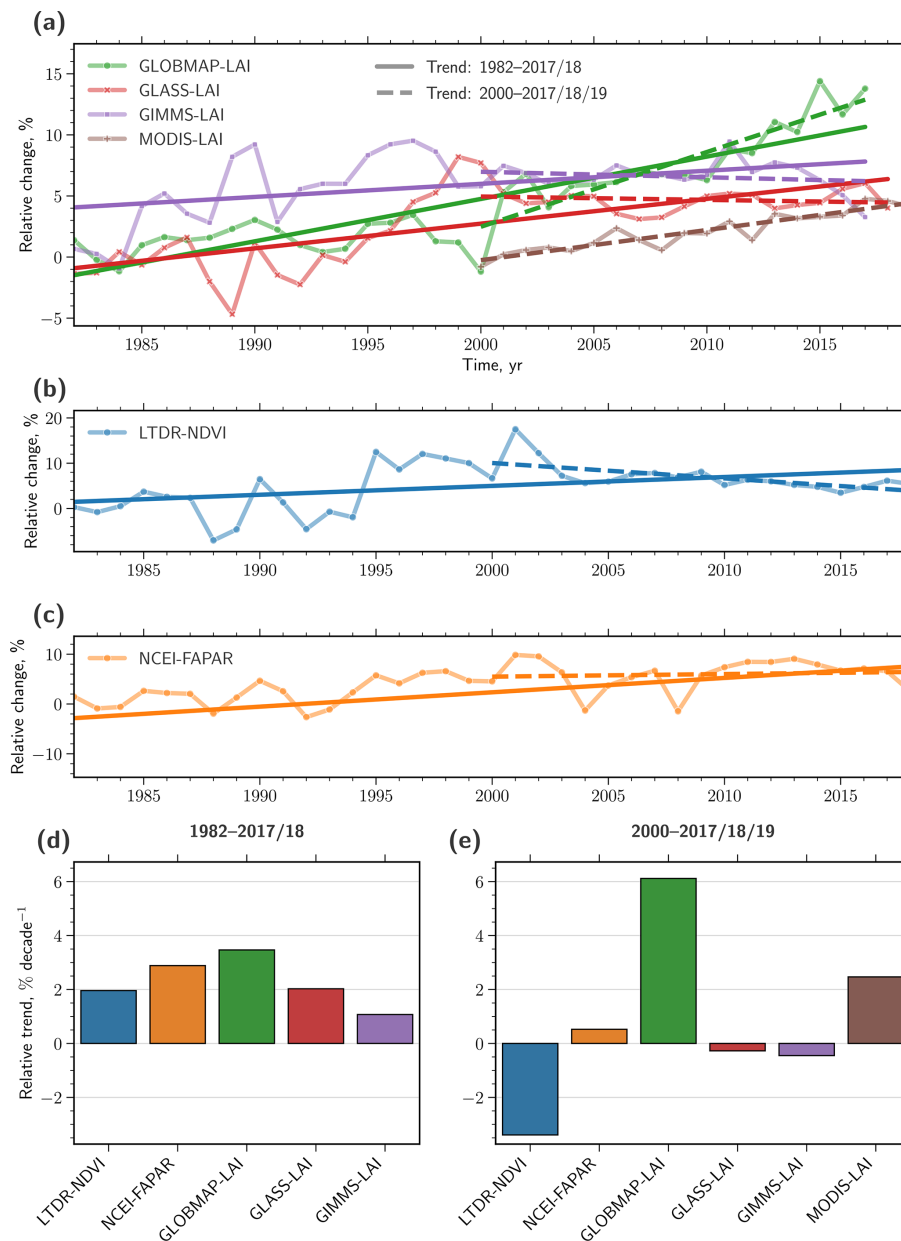 (a)
GLOBMAP-LAI
GLASS-LAI
GIMMS-LAI
MODIS-LAI
Trend: 1982–2017/18
Trend: 2000–2017/18/19
Relative change, %
15
10
5
0
−5
1985 1990 1995 2000 2005 2010 2015
Time, yr
(b)
LTDR-NDVI
Relative change, %
20
10
0
1985 1990 1995 2000 2005 2010 2015
(c)
NCEI-FAPAR
Relative change, %
10
0
−10
1985 1990 1995 2000 2005 2010 2015
(d)
1982–2017/18
Relative trend, % decade−1
6
4
2
0
−2
LTDR-NDVI
NCEI-FAPAR
GLOBMAP-LAI
GLASS-LAI
GIMMS-LAI
(e)
2000–2017/18/19
6
4
2
0
−2
LTDR-NDVI
NCEI-FAPAR
GLOBMAP-LAI
GLASS-LAI
GIMMS-LAI
MODIS-LAI